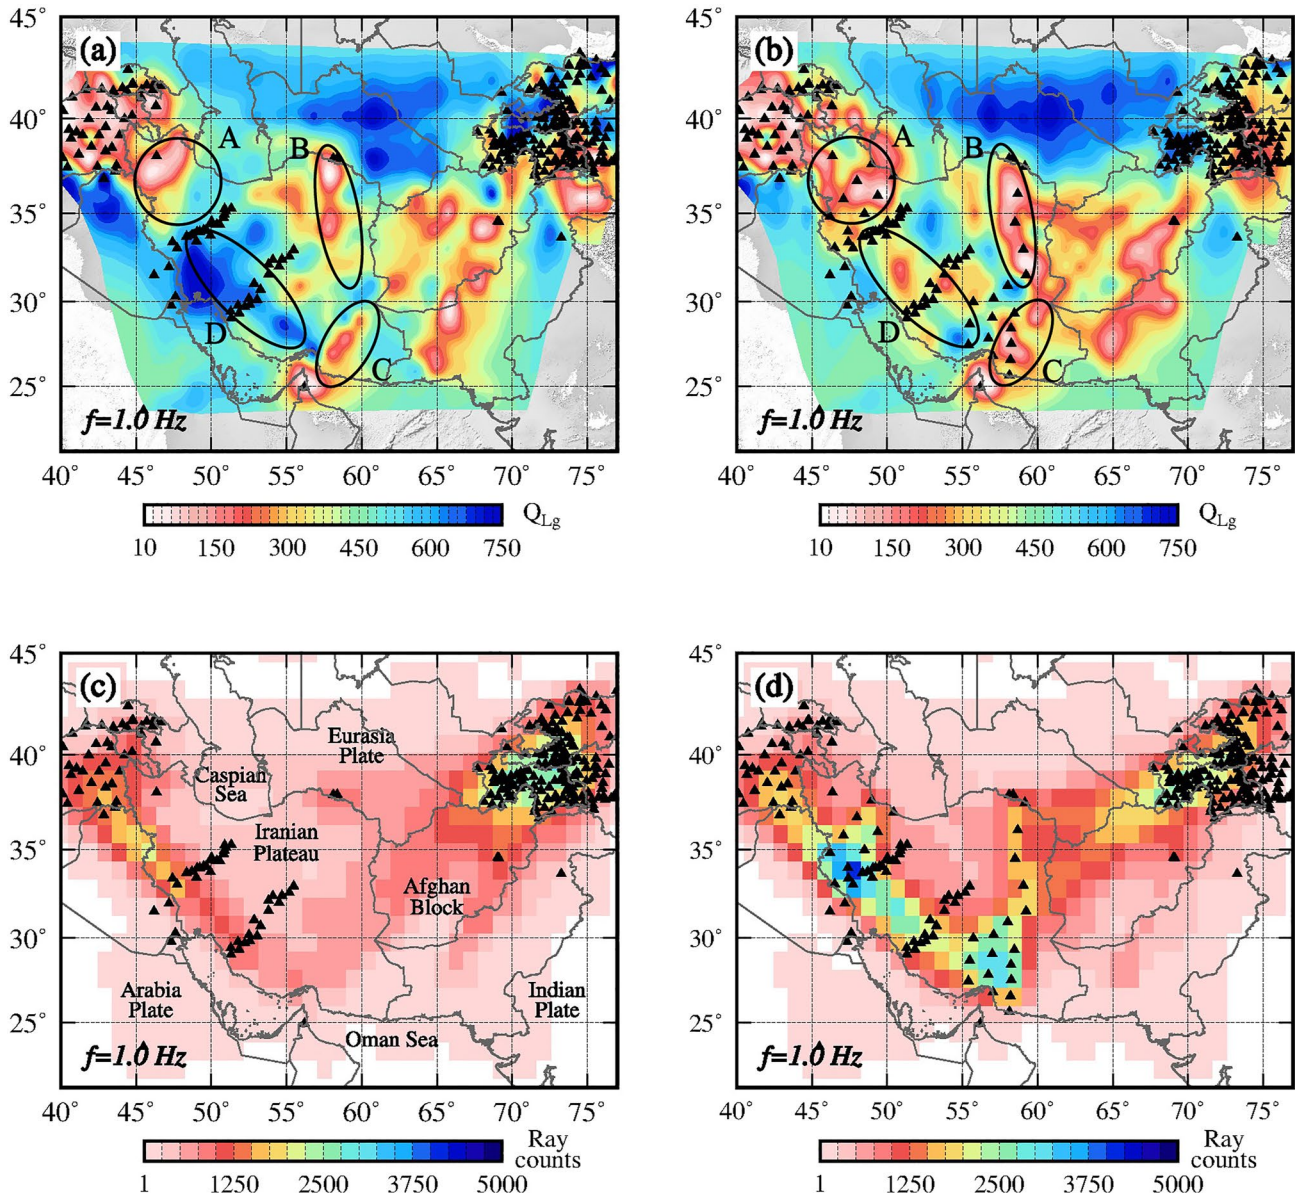 (a)
45°
40°
35°
30°
25°
A
B
C
D
f=1.0 Hz
40° 45° 50° 55° 60° 65° 70° 75°
10 150 300 450 600 750
Q_Lg
(b)
45°
40°
35°
30°
25°
A
B
C
D
f=1.0 Hz
40° 45° 50° 55° 60° 65° 70° 75°
10 150 300 450 600 750
Q_Lg
(c)
45°
40°
35°
30°
25°
Eurasia
Plate
Caspian
Sea
Iranian
Plateau
Afghan
Block
Arabia
Plate
Indian
Plate
Oman Sea
f=1.0 Hz
40° 45° 50° 55° 60° 65° 70° 75°
1 1250 2500 3750 5000
Ray
counts
(d)
45°
40°
35°
30°
25°
f=1.0 Hz
40° 45° 50° 55° 60° 65° 70° 75°
1 1250 2500 3750 5000
Ray
counts